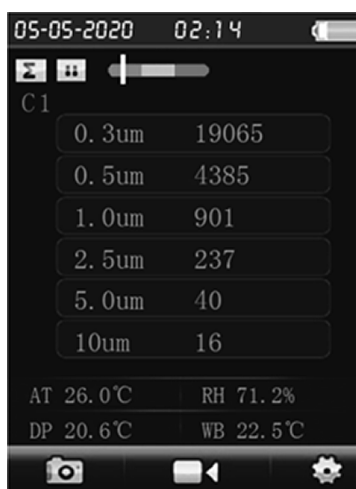 05-05-2020 02:14
Σ
C1
0.3um 19065
0.5um 4385
1.0um 901
2.5um 237
5.0um 40
10um 16
AT 26.0℃ RH 71.2%
DP 20.6℃ WB 22.5℃